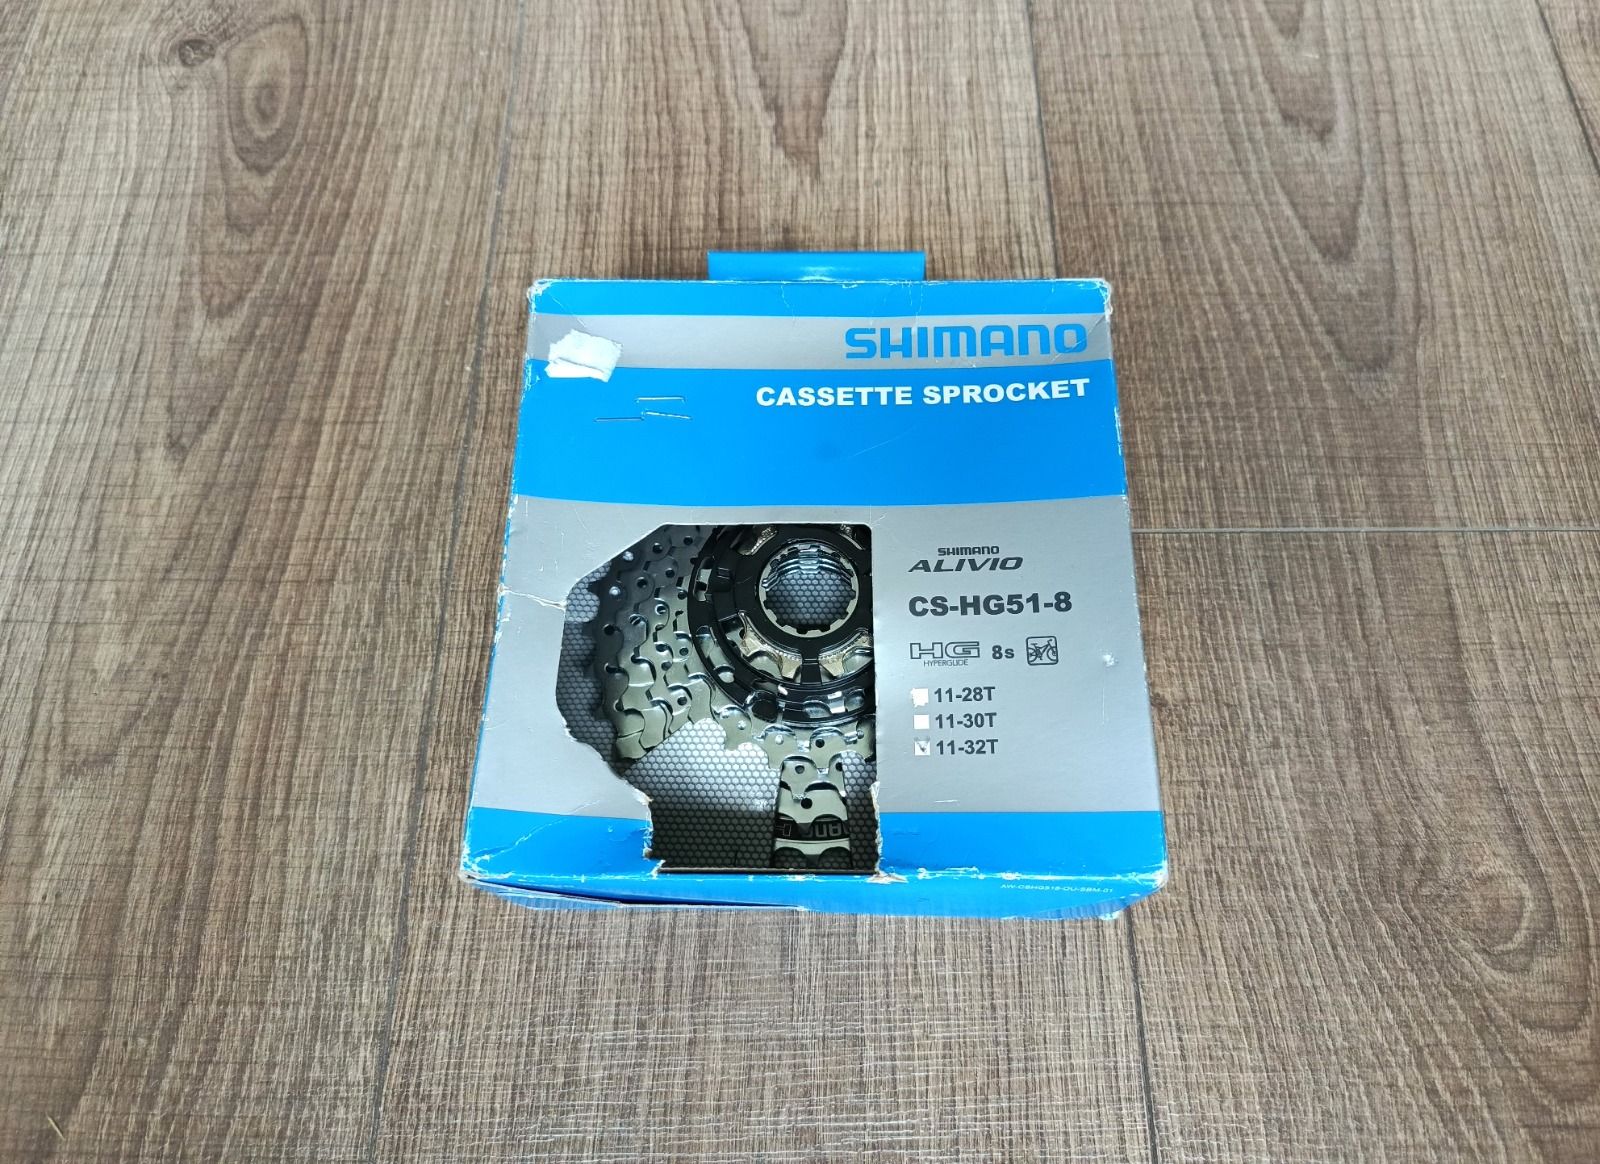 SHIMANO
CASSETTE SPROCKET
SHIMANO
ALIVIO
CS-HG51-8
HG 8s
HYPERGLIDE
11-28T
11-30T
11-32T